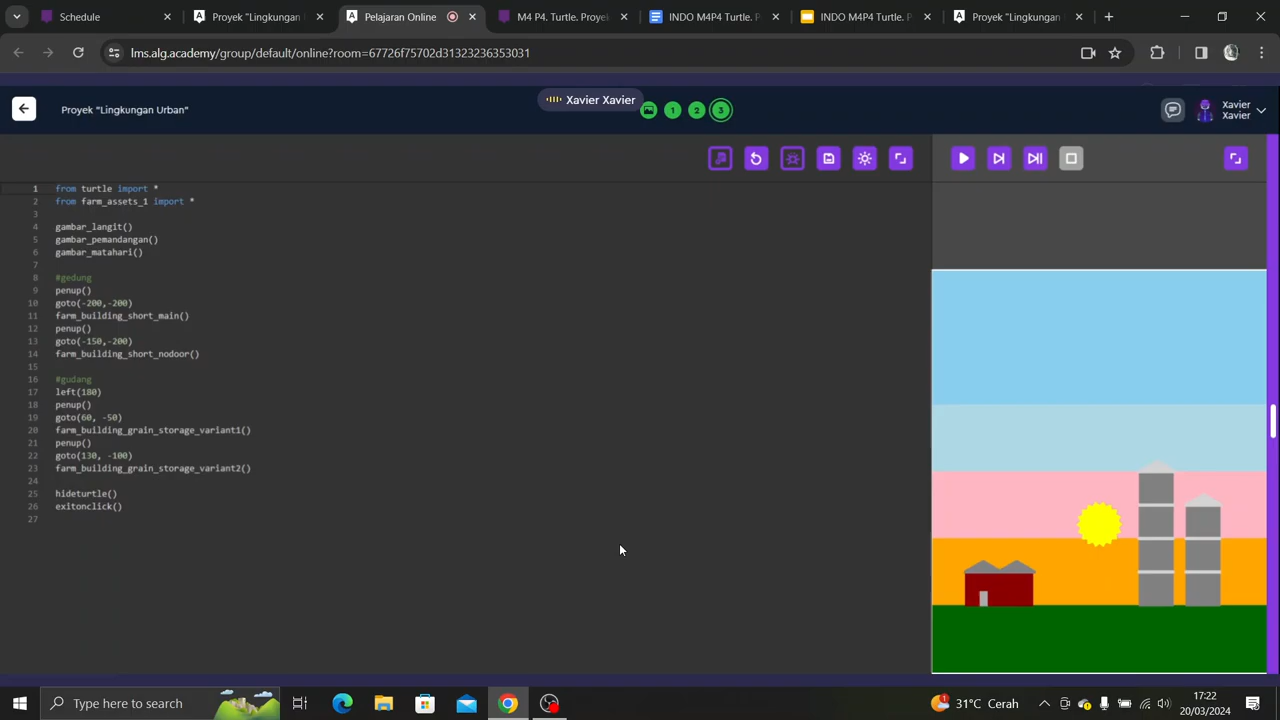 Schedule
Proyek "Lingkungan
Pelajaran Online
M4 P4. Turtle. Proye
INDO M4P4 Turtle. P
INDO M4P4 Turtle. P
Proyek "Lingkungan
lms.alg.academy/group/default/online?room=67726f75702d31323236353031
Proyek "Lingkungan Urban"
Xavier Xavier
1
2
3
Xavier
Xavier
1 from turtle import *
2 from farm_assets_1 import *
3
4 gambar_langit()
5 gambar_pemandangan()
6 gambar_matahari()
7
8 #gedung
9 penup()
10 goto(-200,-200)
11 farm_building_short_main()
12 penup()
13 goto(-150,-200)
14 farm_building_short_nodoor()
15
16 #gudang
17 left(180)
18 penup()
19 goto(60, -50)
20 farm_building_grain_storage_variant1()
21 penup()
22 goto(130, -100)
23 farm_building_grain_storage_variant2()
24
25 hideturtle()
26 exitonclick()
27
Type here to search
1
31°C Cerah
17:22
20/03/2024